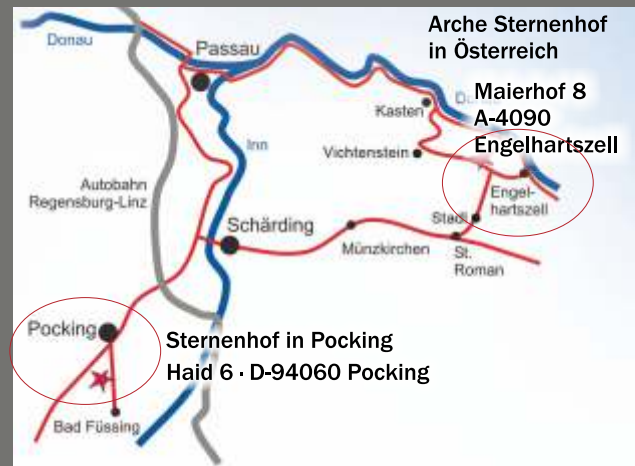 Arche Sternenhof
in Österreich
Donau
Passau
Maierhof 8
A-4090
Engelhartszell
Kasten
Inn
Vichtenstein
Autobahn
Regensburg-Linz
Engel-
hartszell
Schärding
Stadl
Münzkirchen
St.
Roman
Pocking
Sternenhof in Pocking
Haid 6 · D-94060 Pocking
Bad Füssing